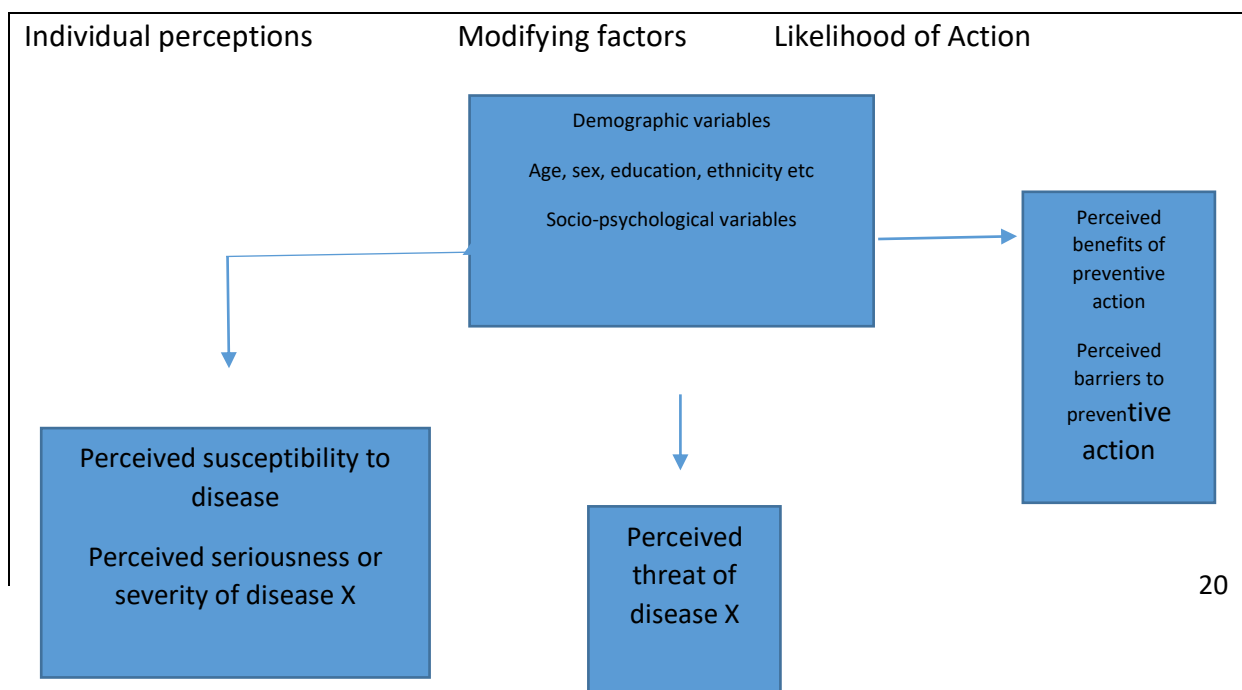 Individual perceptions Modifying factors Likelihood of Action
Demographic variables
Age, sex, education, ethnicity etc
Socio-psychological variables
Perceived
benefits of
preventive
action
Perceived
barriers to
preventive
action
Perceived susceptibility to
disease
Perceived seriousness or
severity of disease X
Perceived
threat of
disease X
20